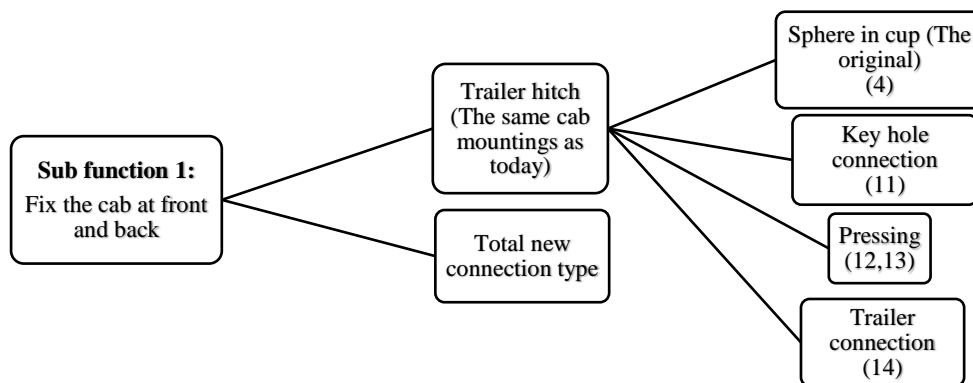 Sub function 1:
Fix the cab at front
and back
Trailer hitch
(The same cab
mountings as
today)
Total new
connection type
Sphere in cup (The
original)
(4)
Key hole
connection
(11)
Pressing
(12,13)
Trailer
connection
(14)